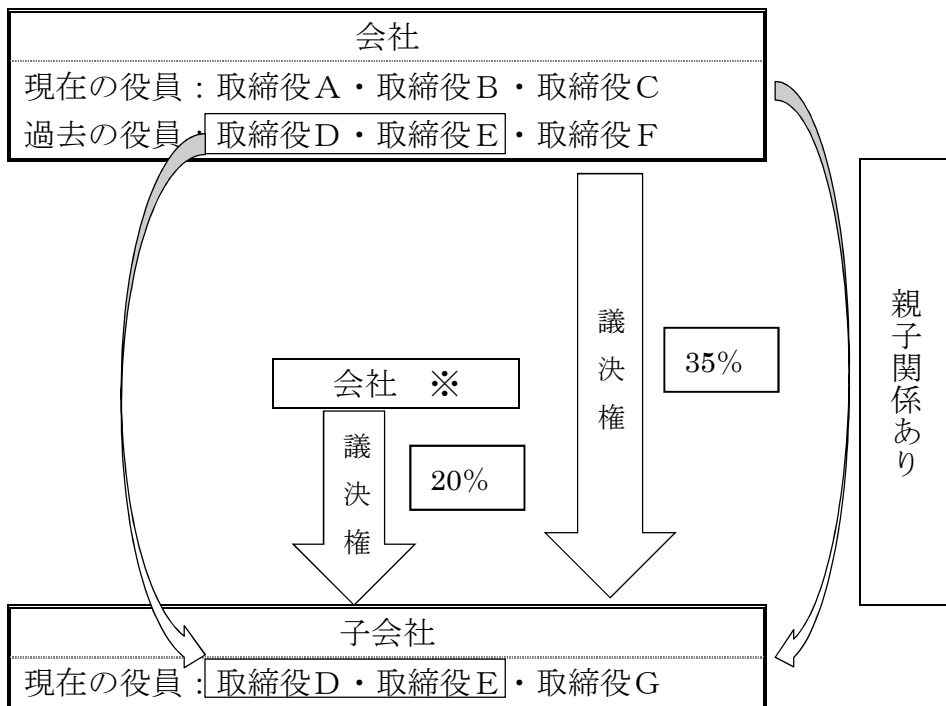 会社
現在の役員：取締役A・取締役B・取締役C
過去の役員：取締役D・取締役E・取締役F
議決権
35%
親子関係あり
会社　※
議決権
20%
子会社
現在の役員：取締役D・取締役E・取締役G